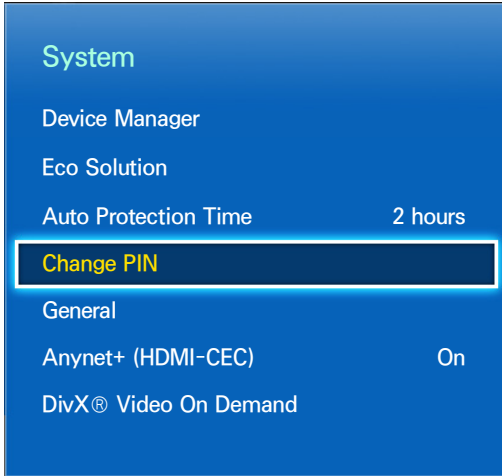 System
Device Manager
Eco Solution
Auto Protection Time 2 hours
Change PIN
General
Anynet+ (HDMI-CEC) On
DivX® Video On Demand